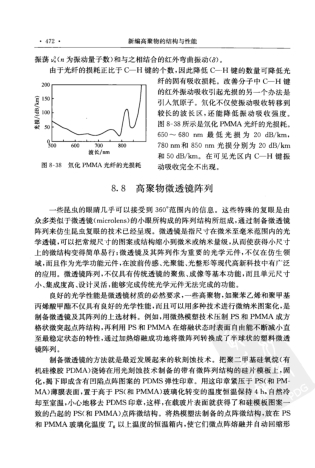 · 472 ·
新编高聚物的结构与性能
振荡 νₙ(n 为振动量子数)和与之相结合的红外弯曲振动(δ)。
由于光纤的损耗正比于 C—H 键的个数,因此降低 C—H 键的数量可降低光
纤的固有吸收损耗。改善分子中 C—H 键
的红外振动吸收引起光损的另一个办法是
引入氘原子。氘化不仅使振动吸收转移到
较长的波长区,还能降低振动吸收强度。
图 8-38 所示是氘化 PMMA 光纤的光损耗。
650～680 nm 最低光损为 20 dB/km,
780 nm 和 850 nm 光损分别为 20 dB/km
和 50 dB/km。在可见光区内 C—H 键振
动吸收完全不出现。
光损/(dB/km)
200
150
100
50
0
500
600
700
800
波长/nm
图 8-38 氘化 PMMA 光纤的光损耗
8.8 高聚物微透镜阵列
一些昆虫的眼睛几乎可以接受到 360°范围内的信息。这些特殊的复眼是由
众多类似于微透镜(microlens)的小眼所构成的阵列结构所组成,通过制备微透镜
阵列来仿生昆虫复眼的技术已经呈现。微透镜是指尺寸在微米至毫米范围内的光
学透镜,可以把常规尺寸的图案或结构缩小到微米或纳米量级,从而使获得小尺寸
上的微结构变得简单易行;微透镜及其阵列作为重要的光学元件,不仅在仿生领
域,而且作为光学功能元件,在波前传感、光聚能、光整形等现代高新科技中有广泛
的应用。微透镜阵列,不仅具有传统透镜的聚焦、成像等基本功能,而且单元尺寸
小、集成度高、设计灵活,能够完成传统光学元件无法完成的功能。
良好的光学性能是微透镜材质的必然要求,一些高聚物,如聚苯乙烯和聚甲基
丙烯酸甲酯不仅具有良好的光学性能,而且可以用多种技术进行微纳米图案化,是
制备微透镜及其阵列的上选材料。例如,用微热模塑技术压制 PS 和 PMMA 成方
格状微突起点阵结构,再利用 PS 和 PMMA 在熔融状态时表面自由能不断减小直
至最稳定状态的特性,通过加热熔融成功地将微阵列转换成了半球状的塑料微透
镜阵列。
制备微透镜的方法就是最近发展起来的软刻蚀技术。把聚二甲基硅氧烷(有
机硅橡胶 PDMA)浇铸在用光刻蚀技术制备的带有微阵列结构的硅片模板上,固
化,揭下即成含有凹陷点阵图案的 PDMS 弹性印章。用这印章紧压于 PS(和 PM-
MA)薄膜表面,置于高于 PS(和 PMMA)玻璃化转变的温度恒温保持 4 h,自然冷
却至室温,小心地移去 PDMS 印章,这样,在载玻片表面就获得了和硅模板图案一
致的凸起的 PS(和 PMMA)点阵微结构。将热模塑法制备的点阵微结构,放在 PS
和 PMMA 玻璃化温度 Tg 以上温度的恒温箱内,使它们微点熔融并自动回缩形